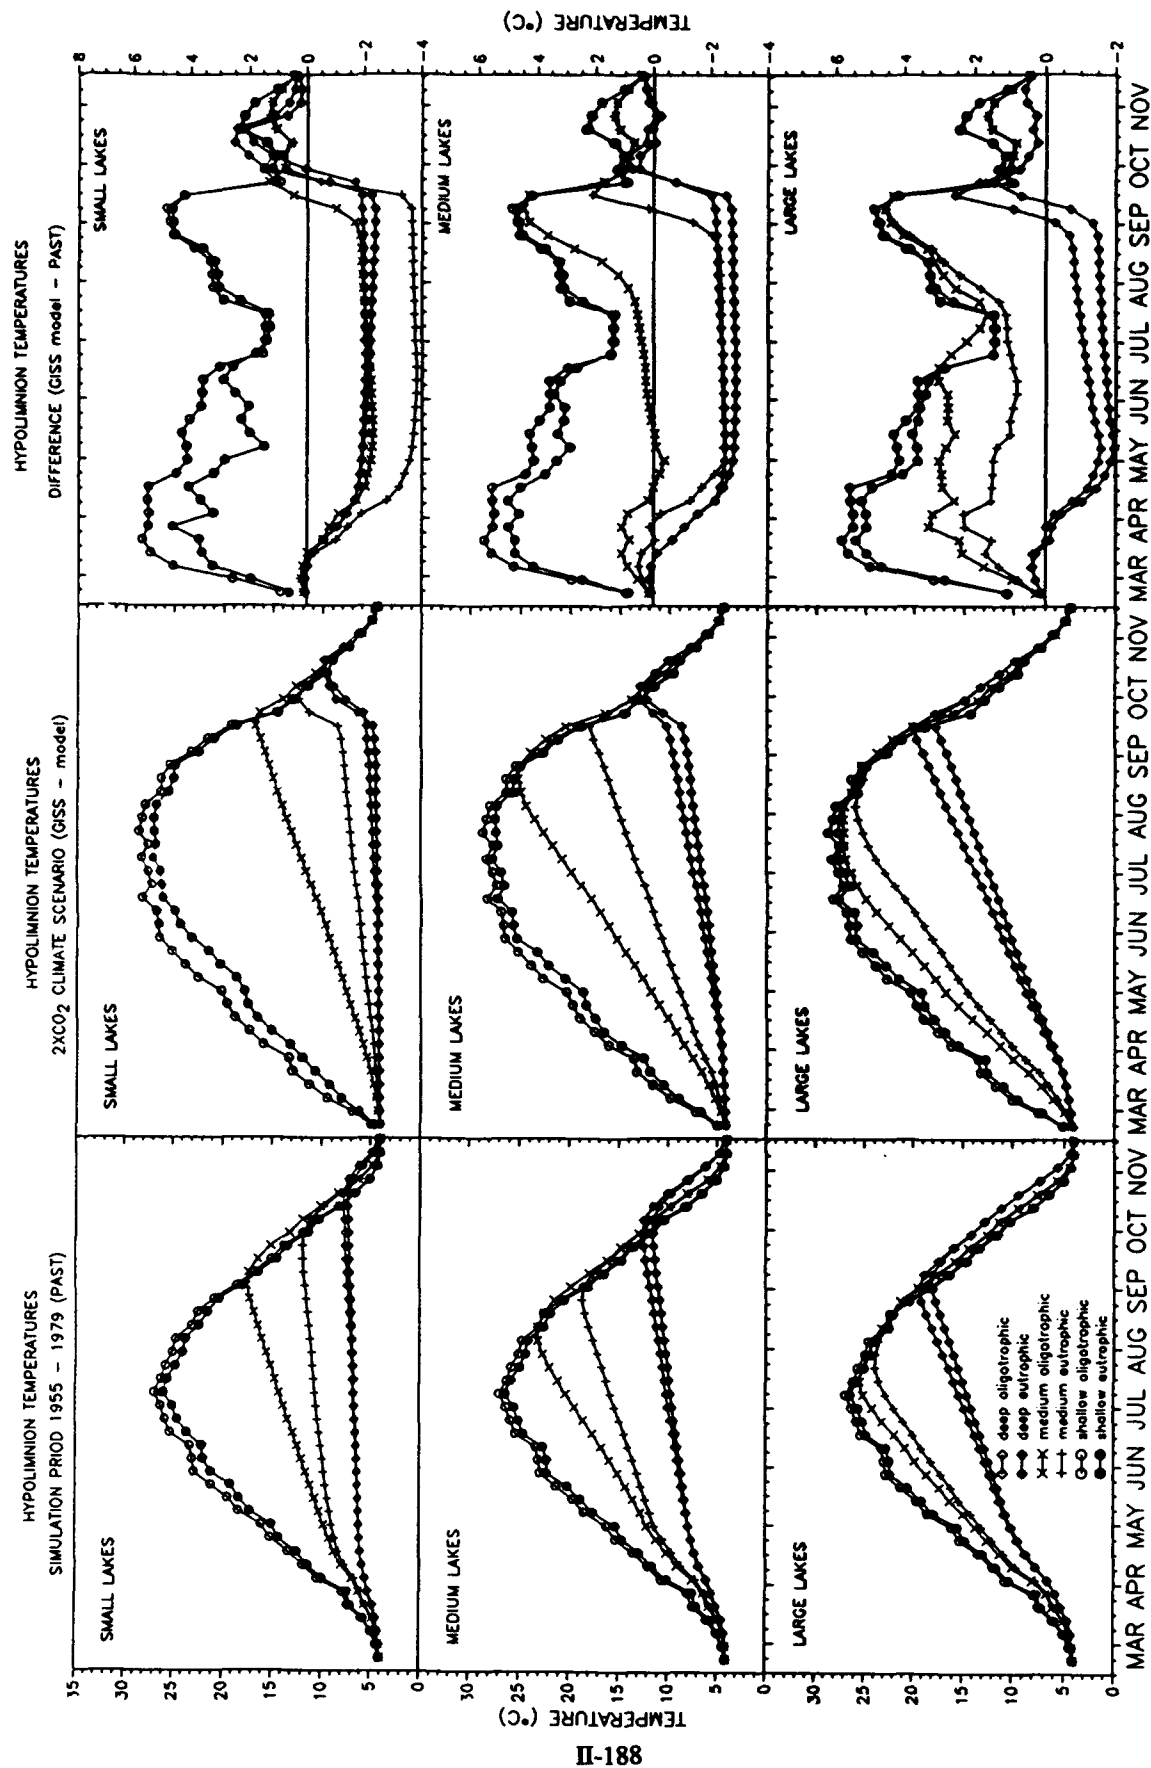 HYPOLIMNION TEMPERATURES
SIMULATION PRIOD 1955 - 1979 (PAST)
HYPOLIMNION TEMPERATURES
2XCO₂ CLIMATE SCENARIO (GISS - model)
HYPOLIMNION TEMPERATURES
DIFFERENCE (GISS model - PAST)
TEMPERATURE (°C)
35
30
25
20
15
10
5
SMALL LAKES
SMALL LAKES
SMALL LAKES
8
6
4
2
0
-2
-4
TEMPERATURE (°C)
30
25
20
15
10
5
0
MEDIUM LAKES
MEDIUM LAKES
MEDIUM LAKES
6
4
2
0
-2
-4
30
25
20
15
10
5
0
LARGE LAKES
LARGE LAKES
LARGE LAKES
6
4
2
0
-2
deep oligotrophic
deep eutrophic
medium oligotrophic
medium eutrophic
shallow oligotrophic
shallow eutrophic
MAR APR MAY JUN JUL AUG SEP OCT NOV
MAR APR MAY JUN JUL AUG SEP OCT NOV
MAR APR MAY JUN JUL AUG SEP OCT NOV
II-188